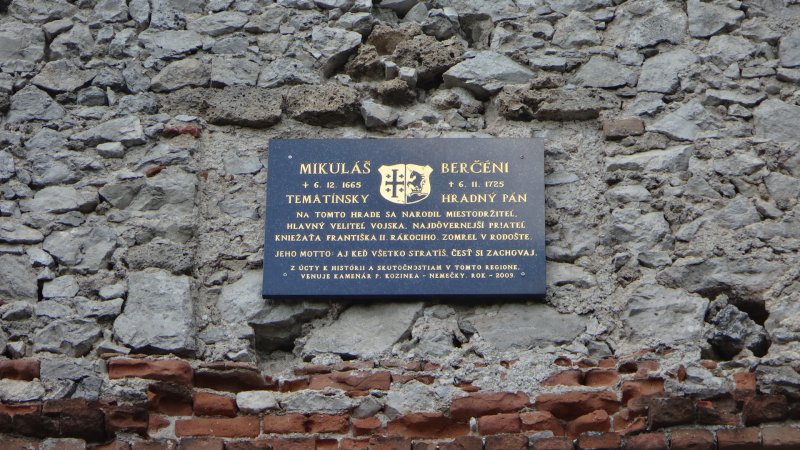 MIKULÁŠ BERČÉNI
+ 6. 12. 1665 + 6. 11. 1725
TEMATÍNSKY HRADNÝ PÁN
NA TOMTO HRADE SA NARODIL MIESTODRŽITEĽ,
HLAVNÝ VELITEĽ VOJSKA, NAJDÔVERNEJŠÍ PRIATEĽ
KNIEŽAŤA FRANTIŠKA II. RÁKOCIHO. ZOMREL V RODOŠTE.
JEHO MOTTO: AJ KEĎ VŠETKO STRATÍŠ, ČESŤ SI ZACHOVAJ.
Z ÚCTY K HISTÓRII A SKUTOČNOSTIAM V TOMTO REGIÓNE,
VENUJE KAMENÁR P. KOZINKA - NEMEČKY. ROK - 2009.